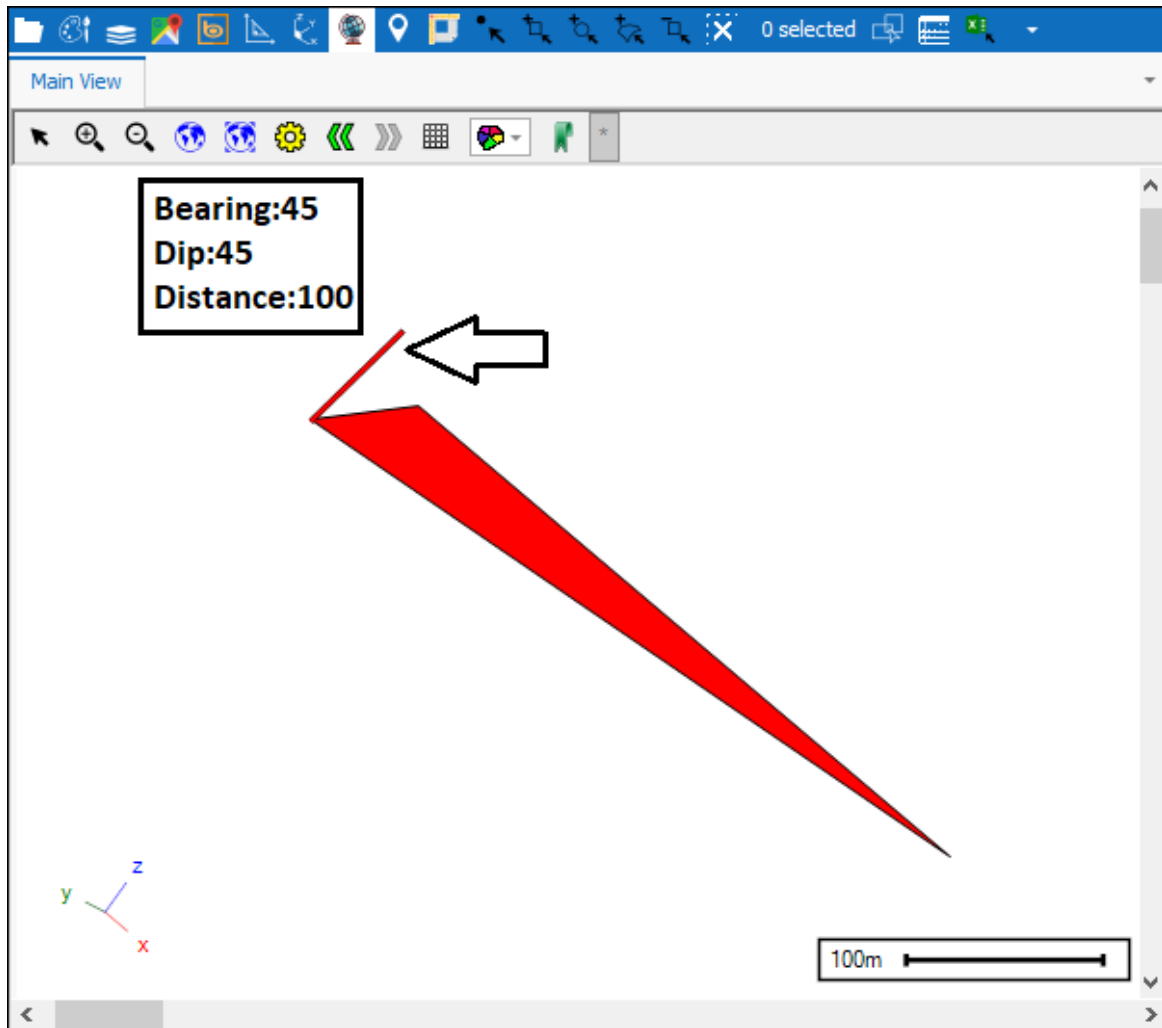 0 selected
Main View
*
Bearing:45
Dip:45
Distance:100
z
y
x
100m